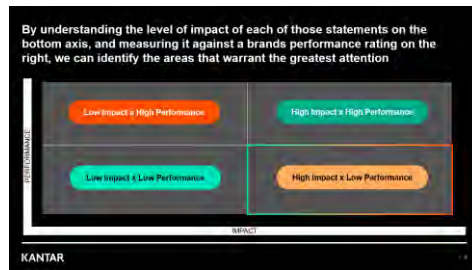 By understanding the level of impact of each of those statements on the
bottom axis, and measuring it against a brands performance rating on the
right, we can identify the areas that warrant the greatest attention
Low Impact x High Performance
High Impact x High Performance
PERFORMANCE
Low Impact x Low Performance
High Impact x Low Performance
IMPACT
KANTAR